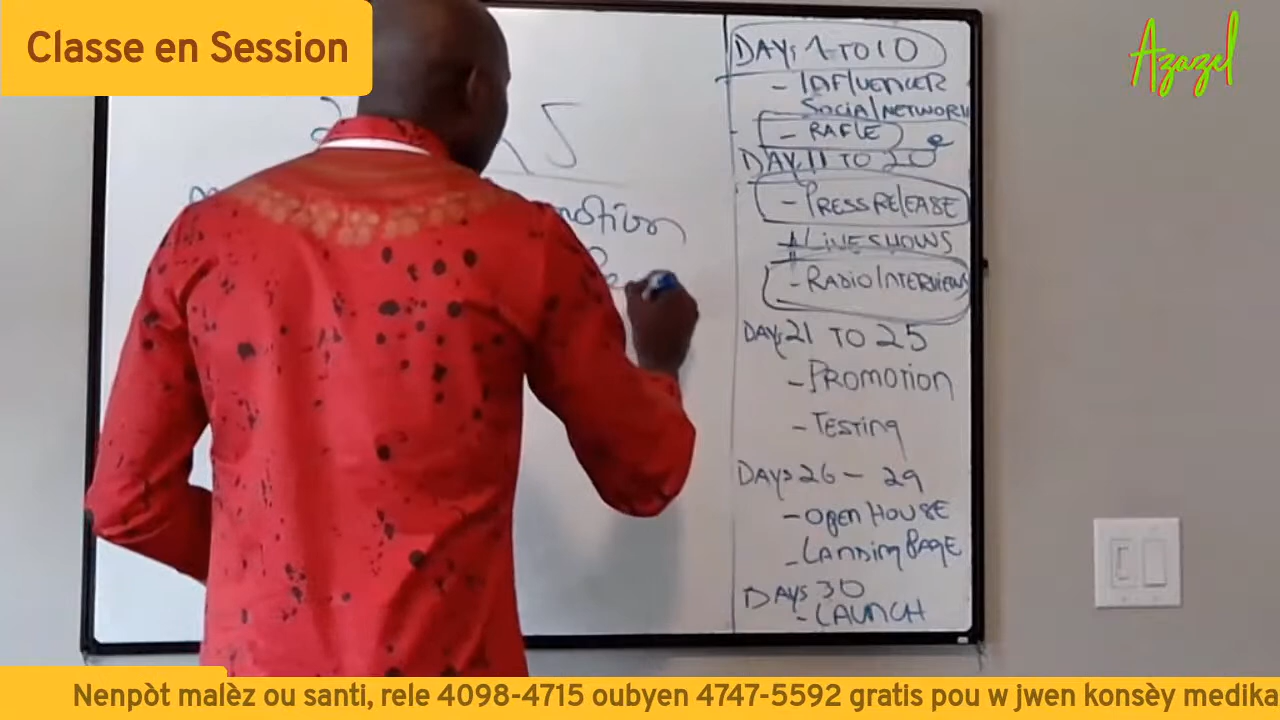 Classe en Session
Azazel
DAYS 1 TO 10
- INFLUENCER
SOCIAL NETWORK
- RAFLE
DAY 11 TO 20
- PRESS RELEASE
- LIVE SHOWS
- RADIO INTERVIEWS
DAYS 21 TO 25
- PROMOTION
- TESTING
DAYS 26 - 29
- OPEN HOUSE
- LANDING PAGE
DAYS 30
- LAUNCH
Nenpòt malèz ou santi, rele 4098-4715 oubyen 4747-5592 gratis pou w jwen konsèy medika